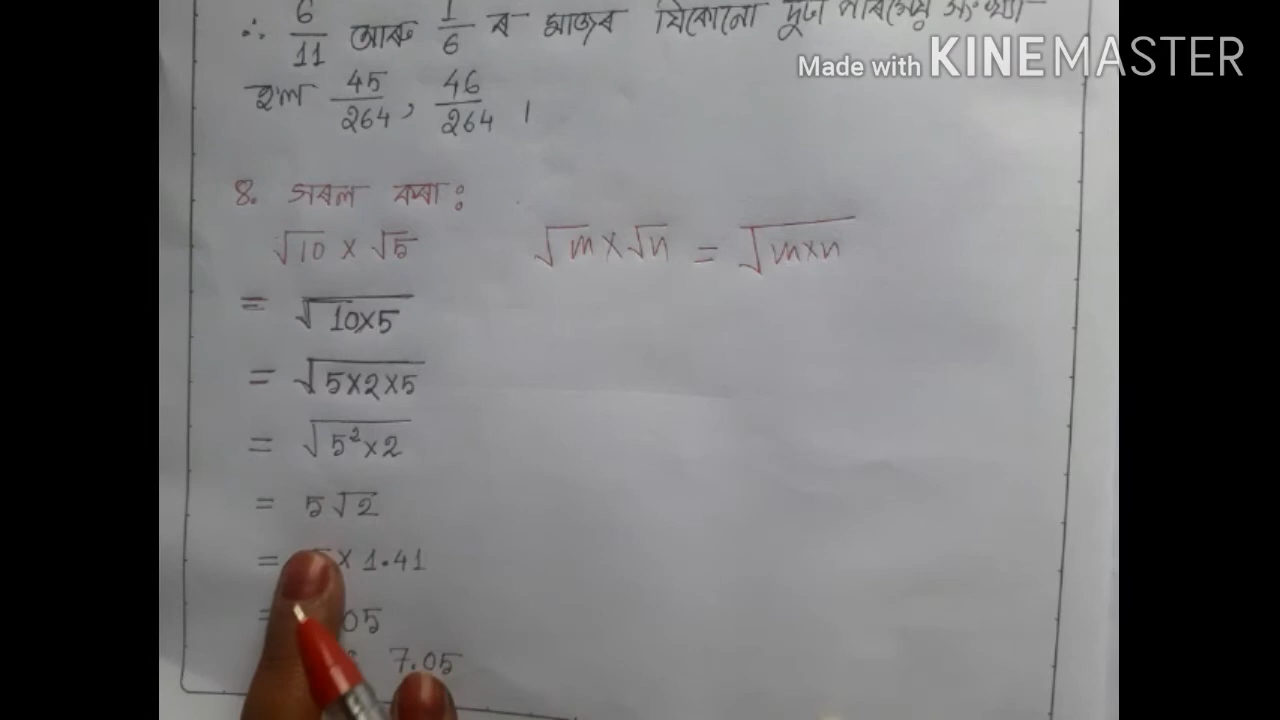 ∴ 6/11 আৰু 1/6 ৰ মাজৰ যিকোনো দুটা পৰিমেয় সংখ্যা
Made with KINEMASTER
হ'ল 45/264, 46/264 ।
8. সৰল কৰা :
√10 × √5 √m × √n = √m×n
= √10×5
= √5×2×5
= √5²×2
= 5√2
= × 1.41
= 05
7.05